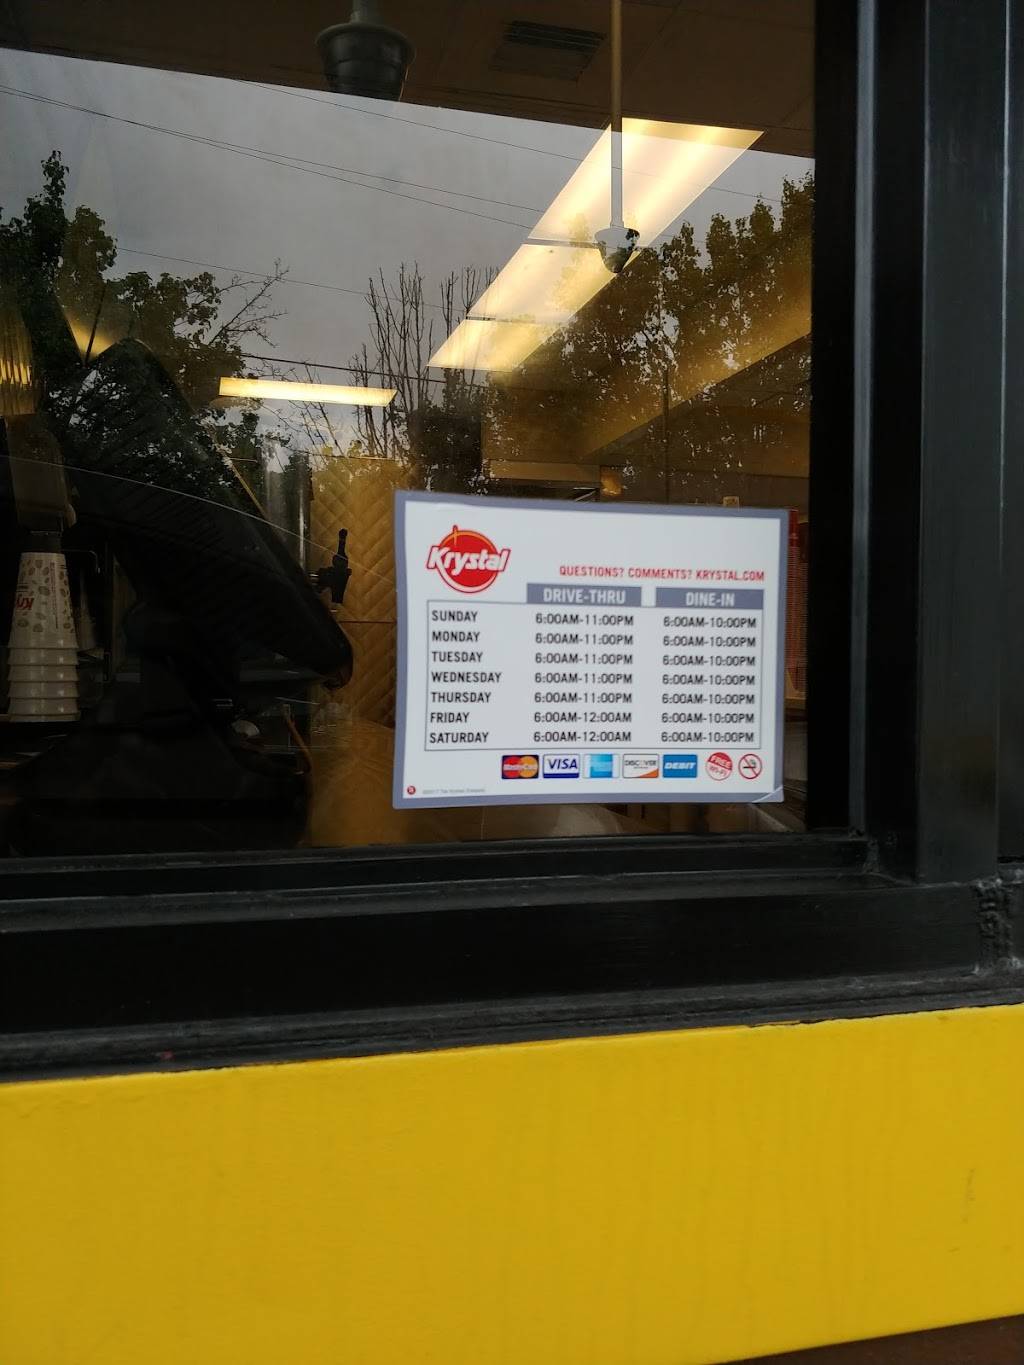 Krystal
QUESTIONS? COMMENTS? KRYSTAL.COM
DRIVE-THRU DINE-IN
SUNDAY 6:00AM-11:00PM 6:00AM-10:00PM
MONDAY 6:00AM-11:00PM 6:00AM-10:00PM
TUESDAY 6:00AM-11:00PM 6:00AM-10:00PM
WEDNESDAY 6:00AM-11:00PM 6:00AM-10:00PM
THURSDAY 6:00AM-11:00PM 6:00AM-10:00PM
FRIDAY 6:00AM-12:00AM 6:00AM-10:00PM
SATURDAY 6:00AM-12:00AM 6:00AM-10:00PM
MasterCard VISA DISCOVER DEBIT FREE WI-FI